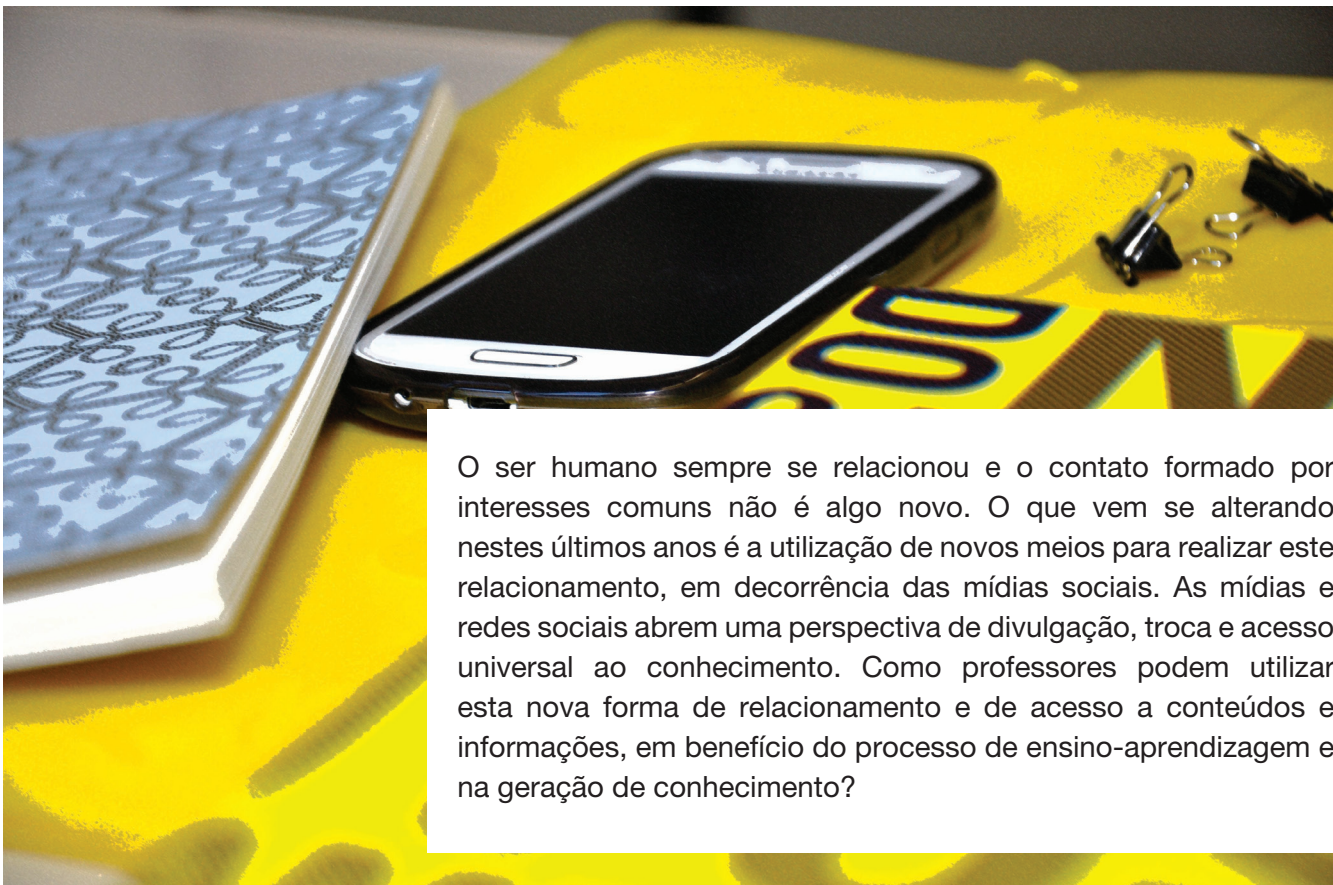 O ser humano sempre se relacionou e o contato formado por
interesses comuns não é algo novo. O que vem se alterando
nestes últimos anos é a utilização de novos meios para realizar este
relacionamento, em decorrência das mídias sociais. As mídias e
redes sociais abrem uma perspectiva de divulgação, troca e acesso
universal ao conhecimento. Como professores podem utilizar
esta nova forma de relacionamento e de acesso a conteúdos e
informações, em benefício do processo de ensino-aprendizagem e
na geração de conhecimento?